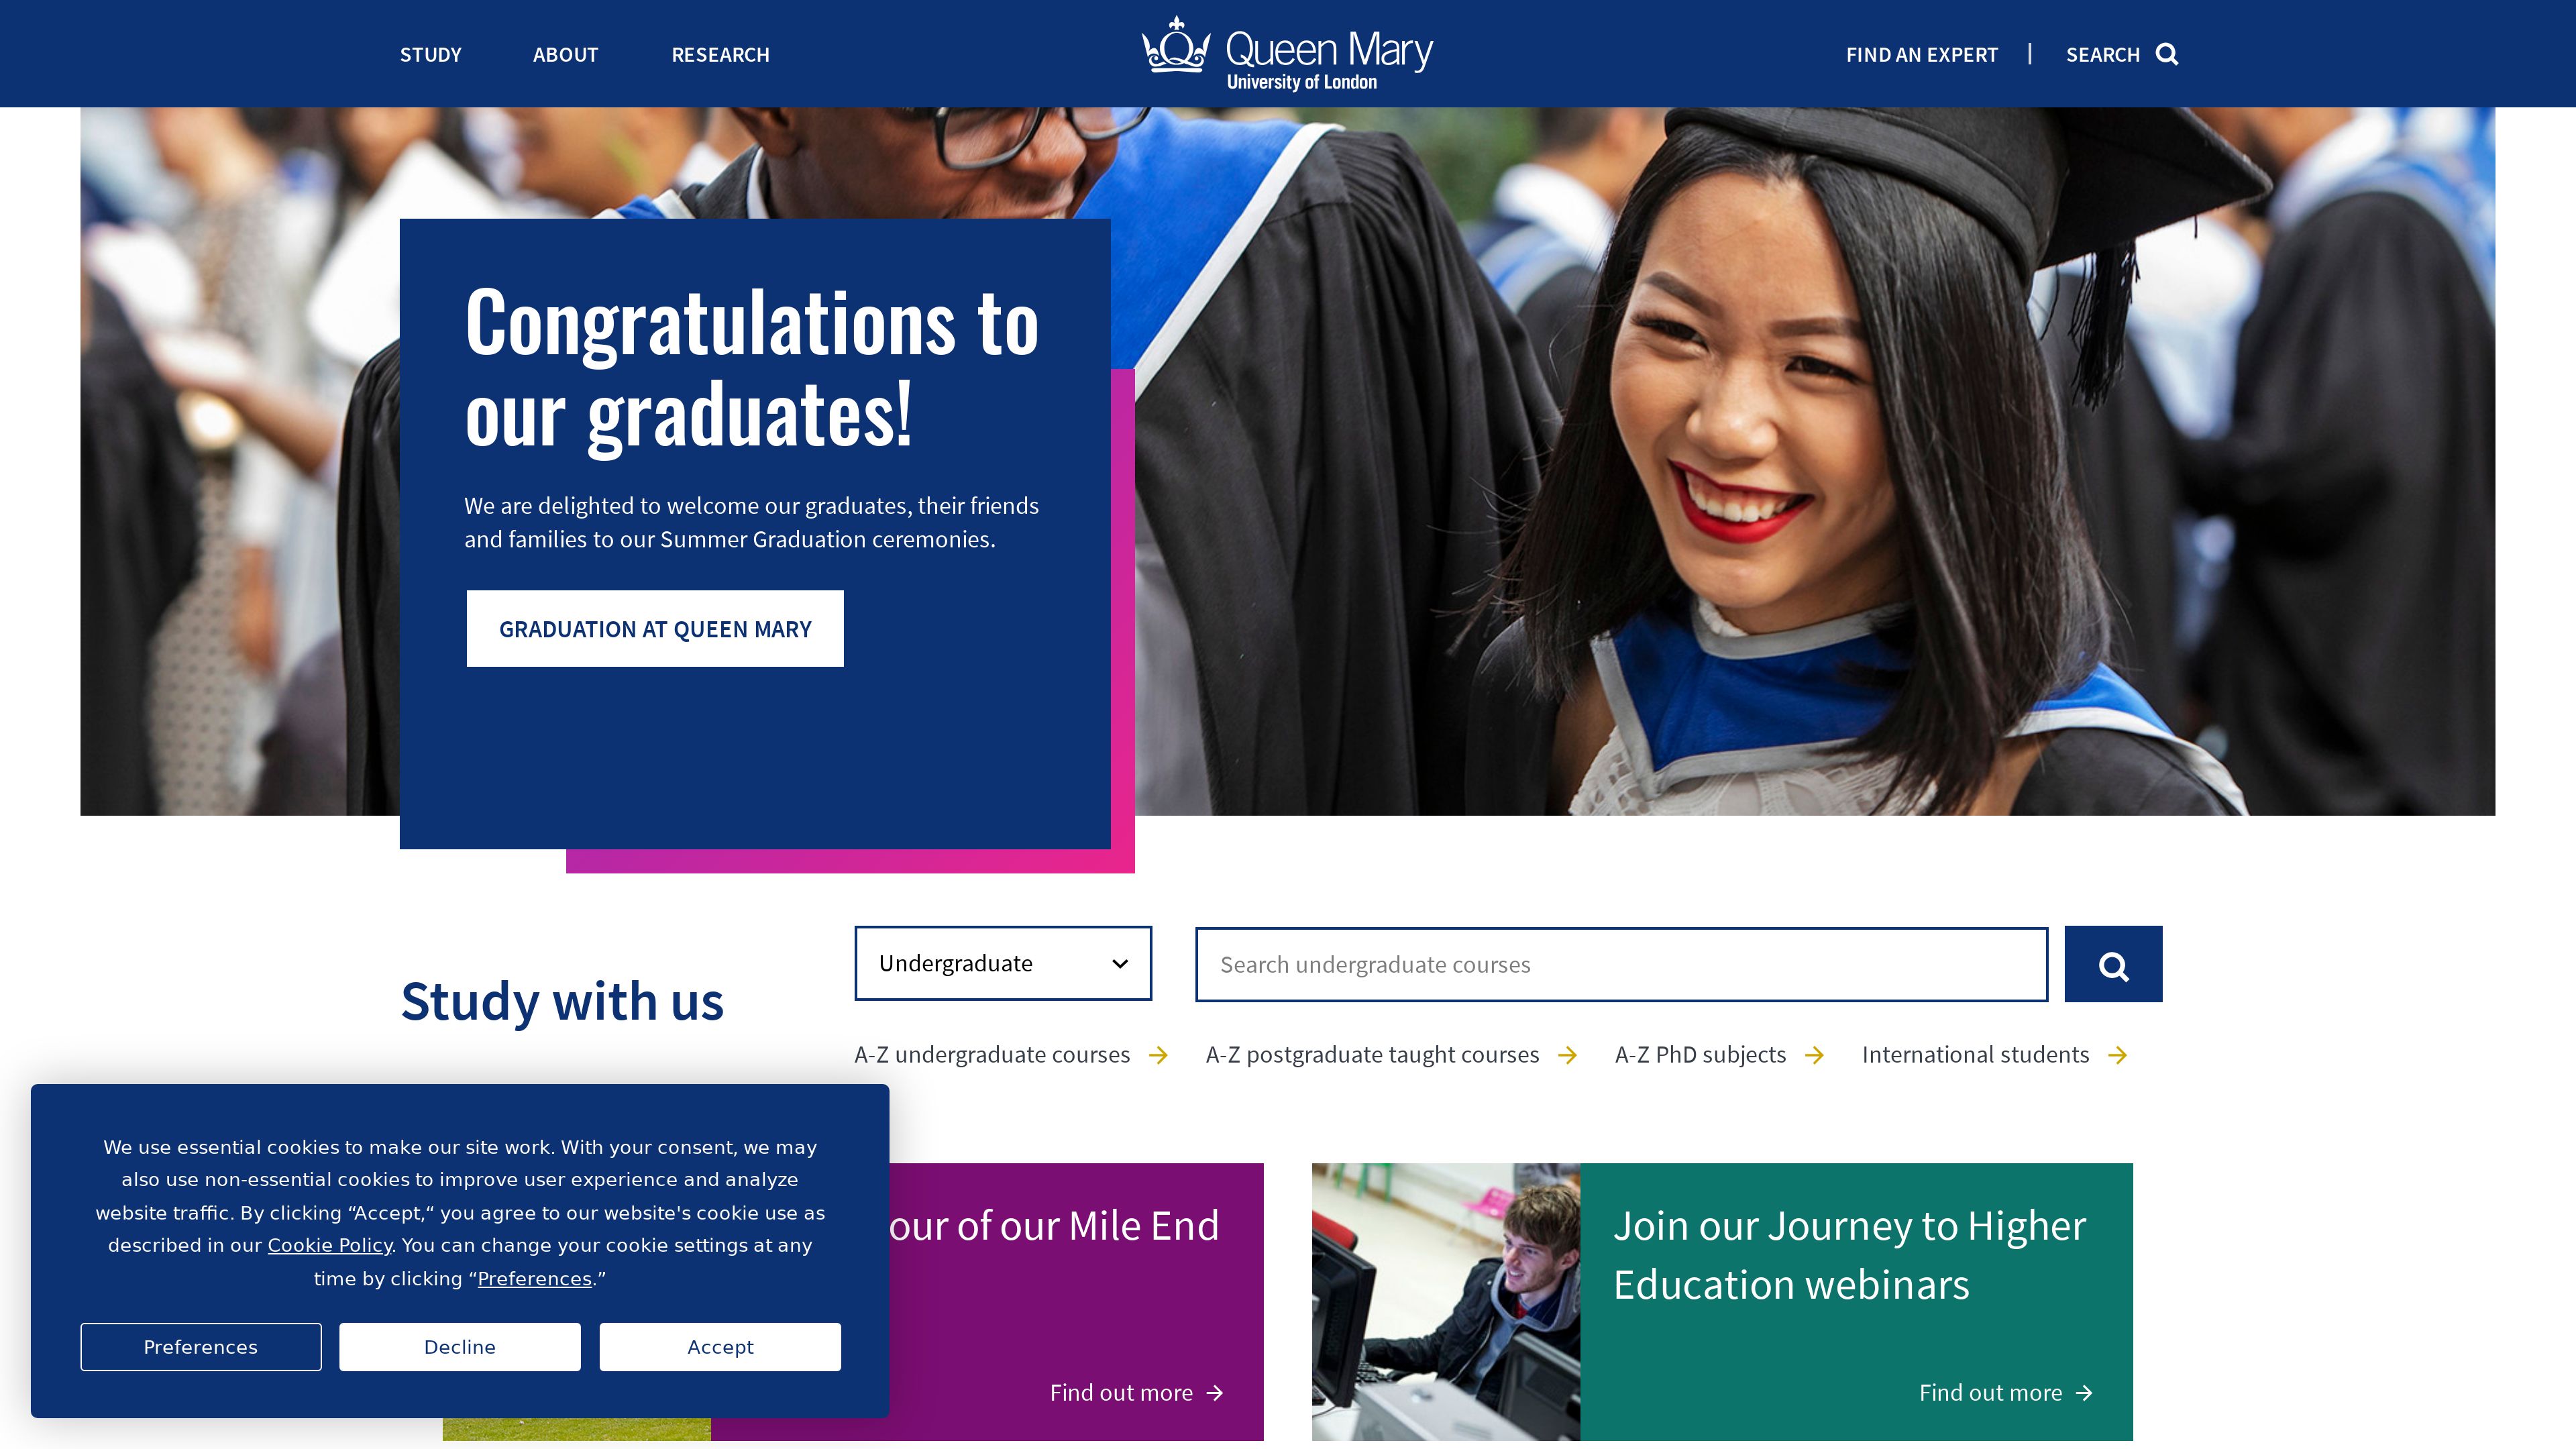 STUDY
ABOUT
RESEARCH
Queen Mary
University of London
FIND AN EXPERT
SEARCH
Congratulations to
our graduates!
We are delighted to welcome our graduates, their friends
and families to our Summer Graduation ceremonies.
GRADUATION AT QUEEN MARY
Study with us
Undergraduate
Search undergraduate courses
A-Z undergraduate courses
A-Z postgraduate taught courses
A-Z PhD subjects
International students
We use essential cookies to make our site work. With your consent, we may
also use non-essential cookies to improve user experience and analyze
website traffic. By clicking “Accept,“ you agree to our website's cookie use as
described in our Cookie Policy. You can change your cookie settings at any
time by clicking “Preferences.”
Preferences
Decline
Accept
our of our Mile End
Find out more
Join our Journey to Higher
Education webinars
Find out more